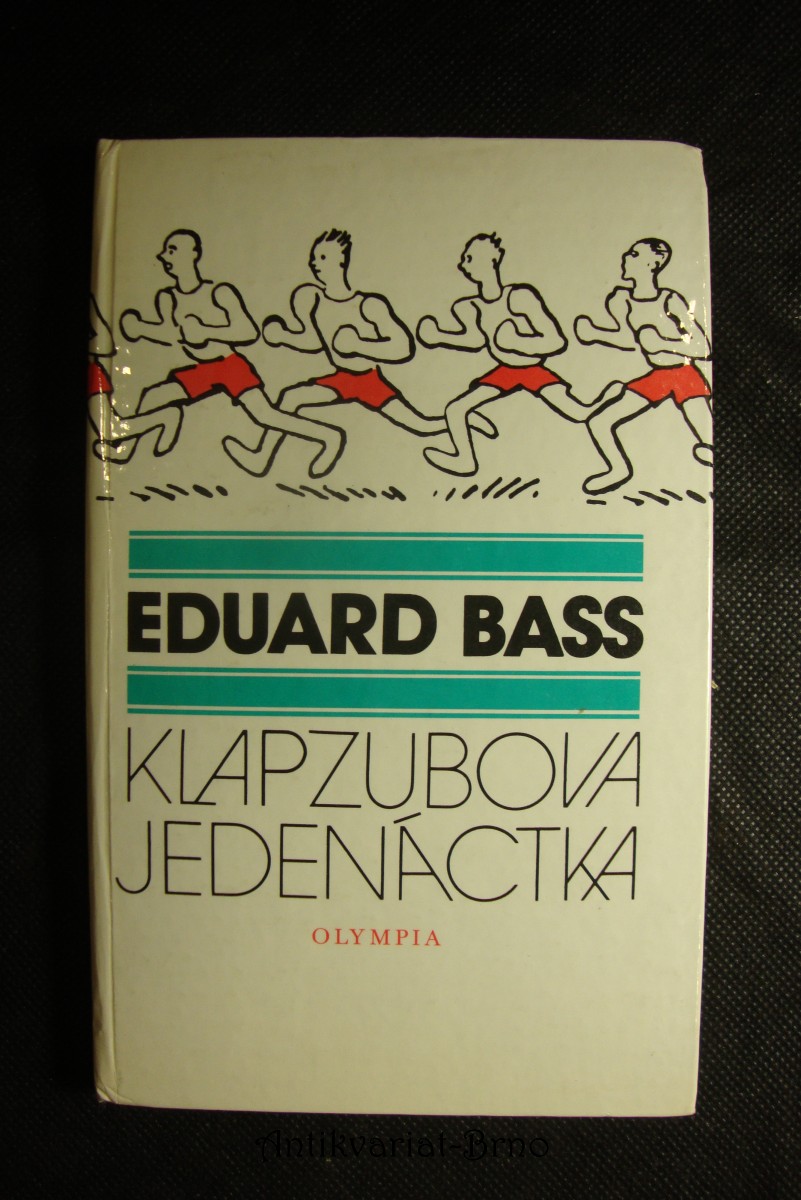 EDUARD BASS
KLAPZUBOVA
JEDENÁCTKA
OLYMPIA
Antikvariat-Brno